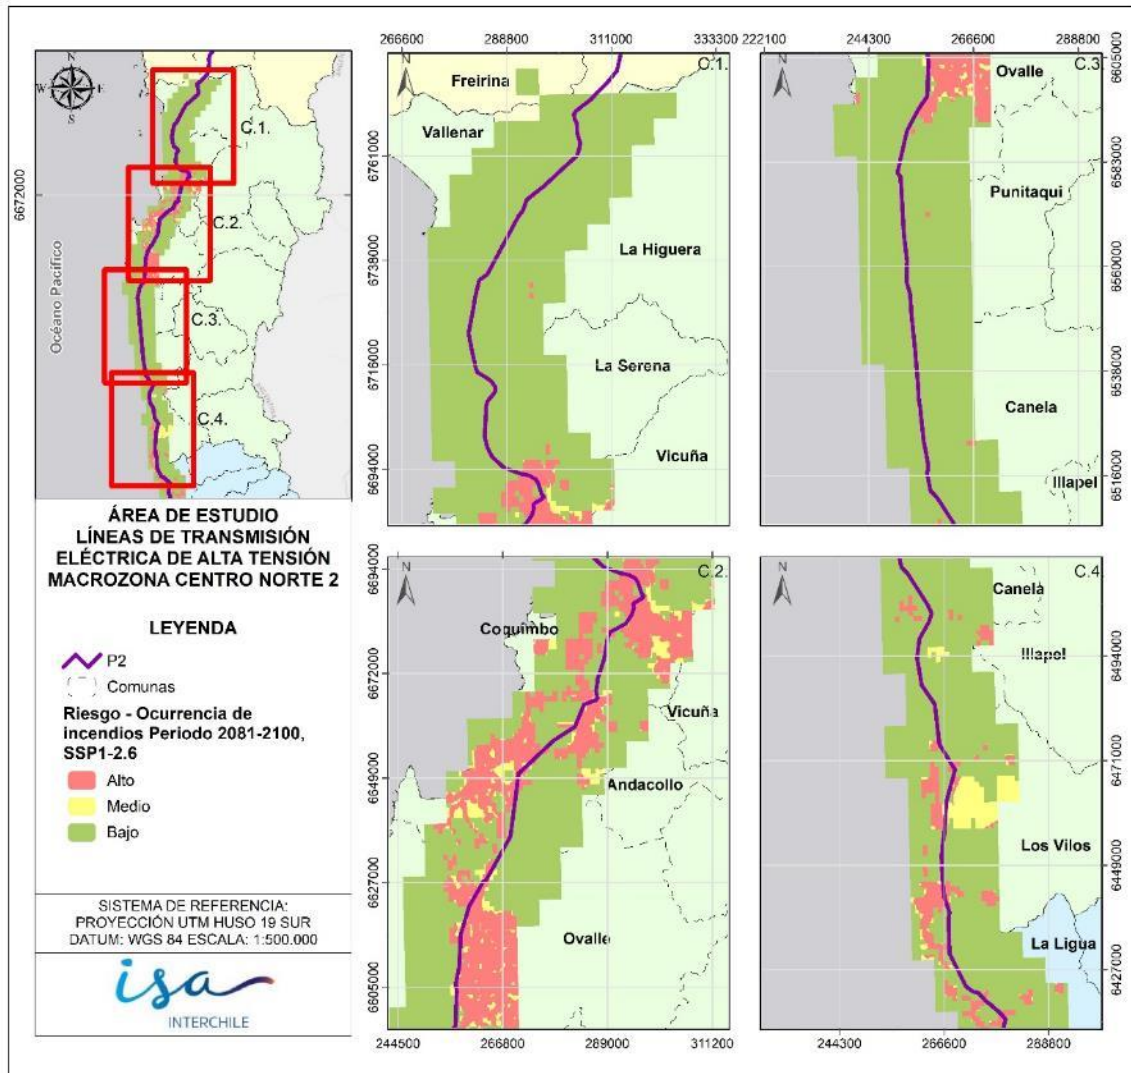 N
W
E
S
6672000
Océano Pacífico
C.1.
C.2.
C.3.
C.4.
ÁREA DE ESTUDIO
LÍNEAS DE TRANSMISIÓN
ELÉCTRICA DE ALTA TENSIÓN
MACROZONA CENTRO NORTE 2
LEYENDA
P2
Comunas
Riesgo - Ocurrencia de
incendios Periodo 2081-2100,
SSP1-2.6
Alto
Medio
Bajo
SISTEMA DE REFERENCIA:
PROYECCIÓN UTM HUSO 19 SUR
DATUM: WGS 84 ESCALA: 1:500.000
isa
INTERCHILE
266600 288800 311000 333300
N
C.1.
Freirina
Vallenar
La Higuera
La Serena
Vicuña
6761000
6738000
6716000
6694000
222100 244300 266600 288800
N
C.3
Ovalle
Punitaqui
Canela
Illapel
6605000
6583000
6560000
6538000
6516000
N
C.2.
Coquimbo
Vicuña
Andacollo
Ovalle
6694000
6672000
6649000
6627000
6605000
244500 266800 289000 311200
N
C.4
Canela
Illapel
Los Vilos
La Ligua
6494000
6471000
6449000
6427000
244300 266600 288800